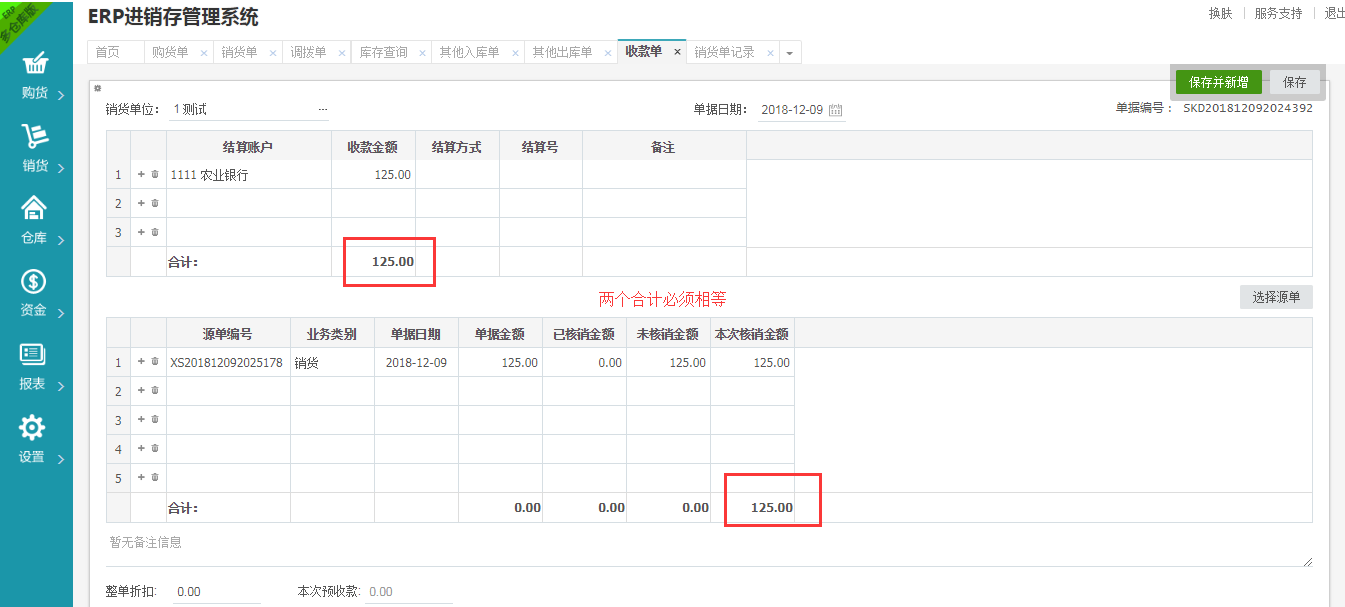 ERP
多仓库版
ERP进销存管理系统
换肤 服务支持 退出
首页 购货单 销货单 调拨单 库存查询 其他入库单 其他出库单 收款单 销货单记录
保存并新增 保存
购货
销货
仓库
资金
报表
设置
销货单位: 1 测试 ... 单据日期: 2018-12-09 单据编号: SKD201812092024392
结算账户 收款金额 结算方式 结算号 备注
1 1111 农业银行 125.00
2
3
合计: 125.00
两个合计必须相等
选择源单
源单编号 业务类别 单据日期 单据金额 已核销金额 未核销金额 本次核销金额
1 XS201812092025178 销货 2018-12-09 125.00 0.00 125.00 125.00
2
3
4
5
合计: 0.00 0.00 0.00 125.00
暂无备注信息
整单折扣: 0.00 本次预收款: 0.00